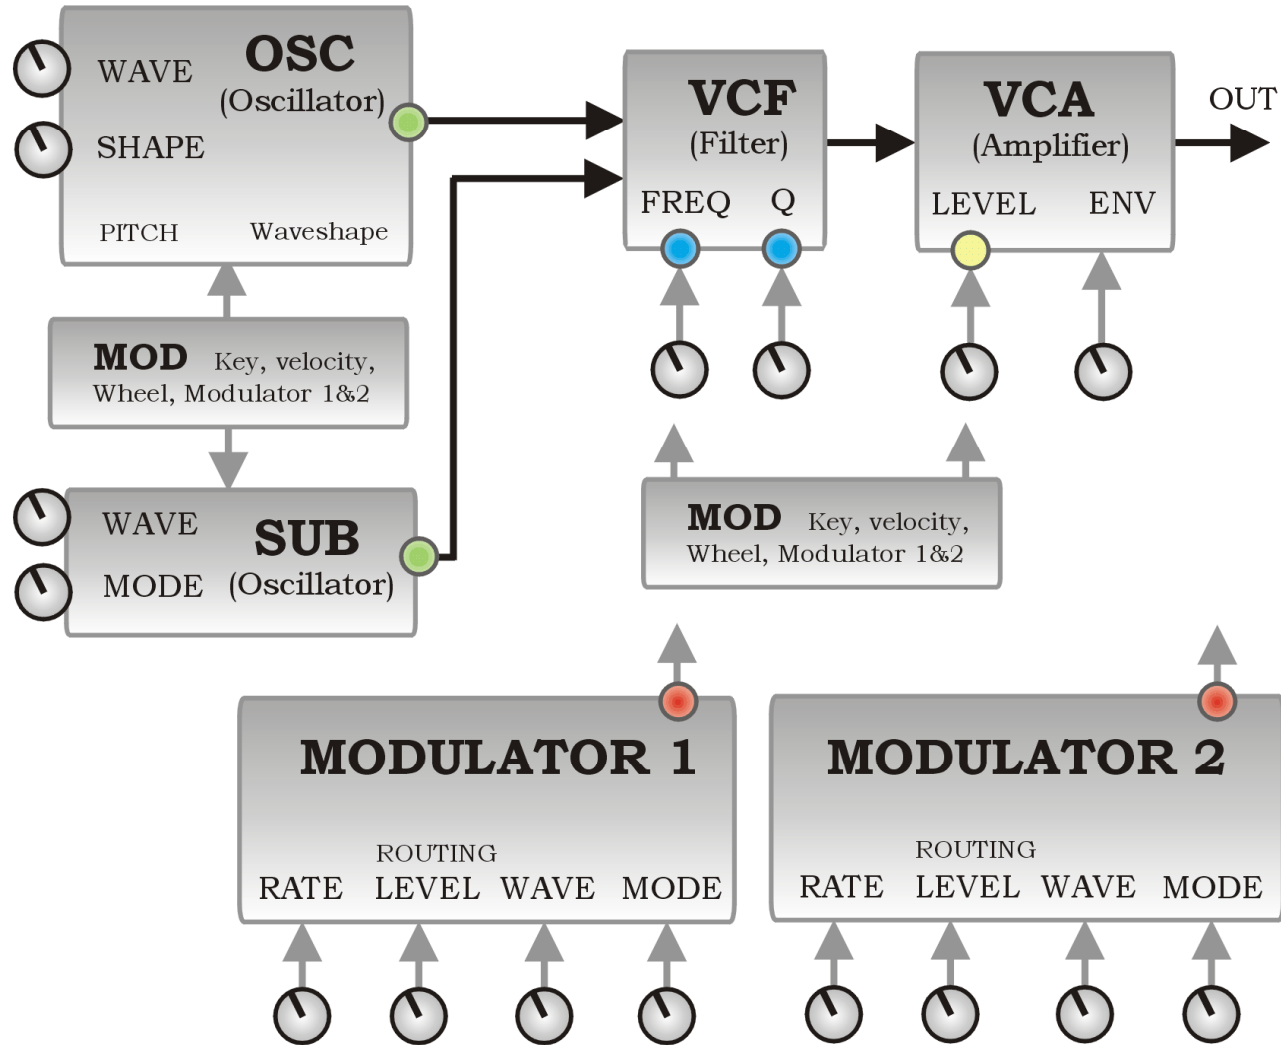 OSC
(Oscillator)
WAVE
SHAPE
PITCH Waveshape
MOD Key, velocity,
Wheel, Modulator 1&2
WAVE
MODE
SUB
(Oscillator)
VCF
(Filter)
FREQ Q
VCA
(Amplifier)
LEVEL ENV
OUT
MOD Key, velocity,
Wheel, Modulator 1&2
MODULATOR 1
ROUTING
RATE LEVEL WAVE MODE
MODULATOR 2
ROUTING
RATE LEVEL WAVE MODE